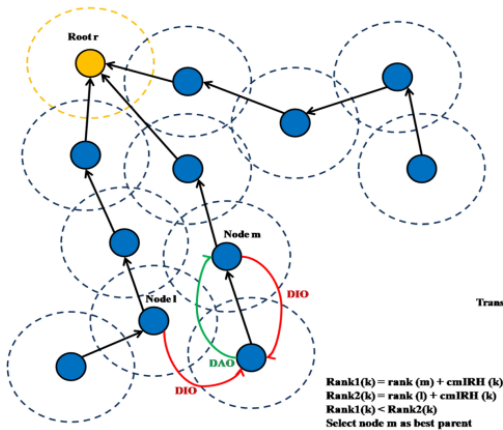 Root r
Node m
DIO
Trans
Node l
DAO
DIO
Rank1(k) = rank (m) + cmIRH (k)
Rank2(k) = rank (l) + cmIRH (k)
Rank1(k) < Rank2(k)
Select node m as best parent